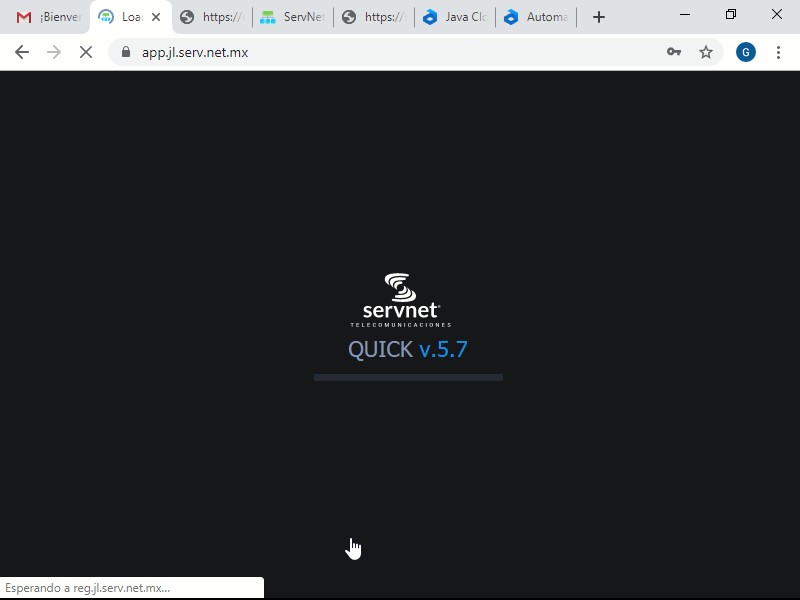 ¡Bienve
Loa
https://
ServNet
https://
Java Clo
Automa
app.jl.serv.net.mx
G
servnet
TELECOMUNICACIONES
QUICK v.5.7
Esperando a reg.jl.serv.net.mx...